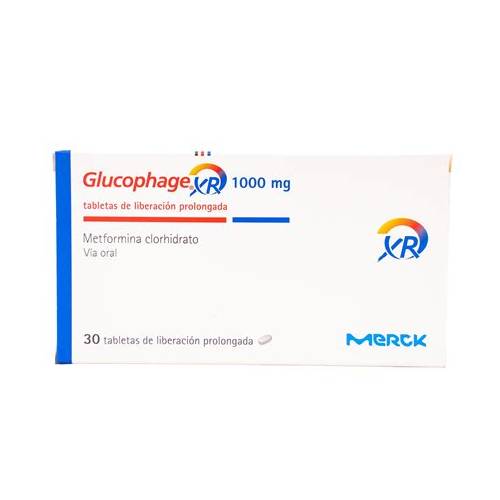 Glucophage® XR 1000 mg
tabletas de liberación prolongada
Metformina clorhidrato
Vía oral
XR
30 tabletas de liberación prolongada
MERCK